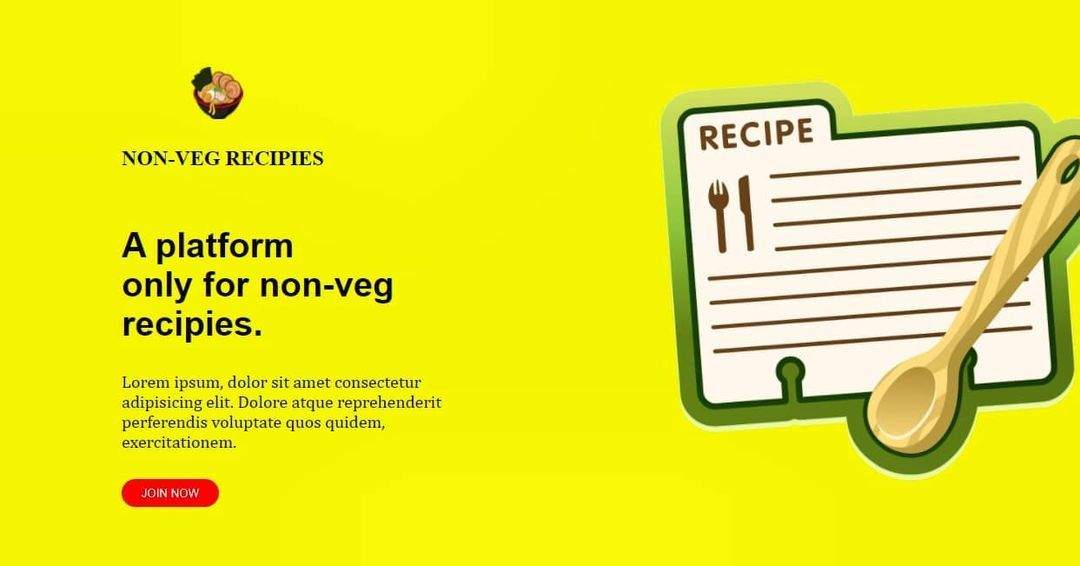 NON-VEG RECIPIES
A platform
only for non-veg
recipies.
Lorem ipsum, dolor sit amet consectetur
adipisicing elit. Dolore atque reprehenderit
perferendis voluptate quos quidem,
exercitationem.
JOIN NOW
RECIPE